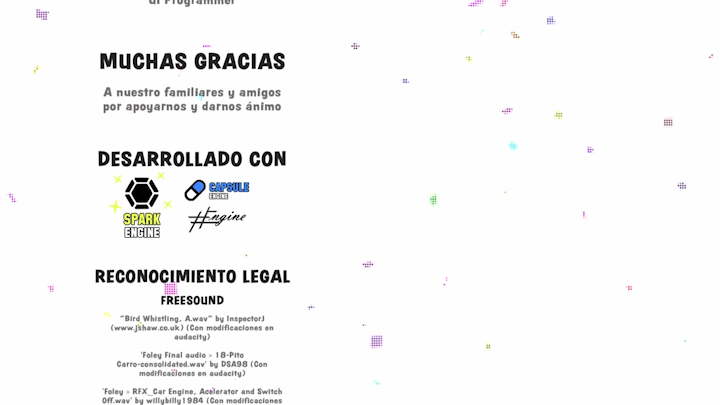 UI Programmer
MUCHAS GRACIAS
A nuestro familiares y amigos
por apoyarnos y darnos ánimo
DESARROLLADO CON
SPARK
ENGINE
CAPSULE
ENGINE
#Engine
RECONOCIMIENTO LEGAL
FREESOUND
"Bird Whistling, A.wav" by InspectorJ
(www.jshaw.co.uk) (Con modificaciones en
audacity)
'Foley Final audio » 18-Pito
Carro-consolidated.wav' by DSA98 (Con
modificaciones en audacity)
'Foley » RFX_Car Engine, Acelerator and Switch
Off.wav' by willybilly1984 (Con modificaciones